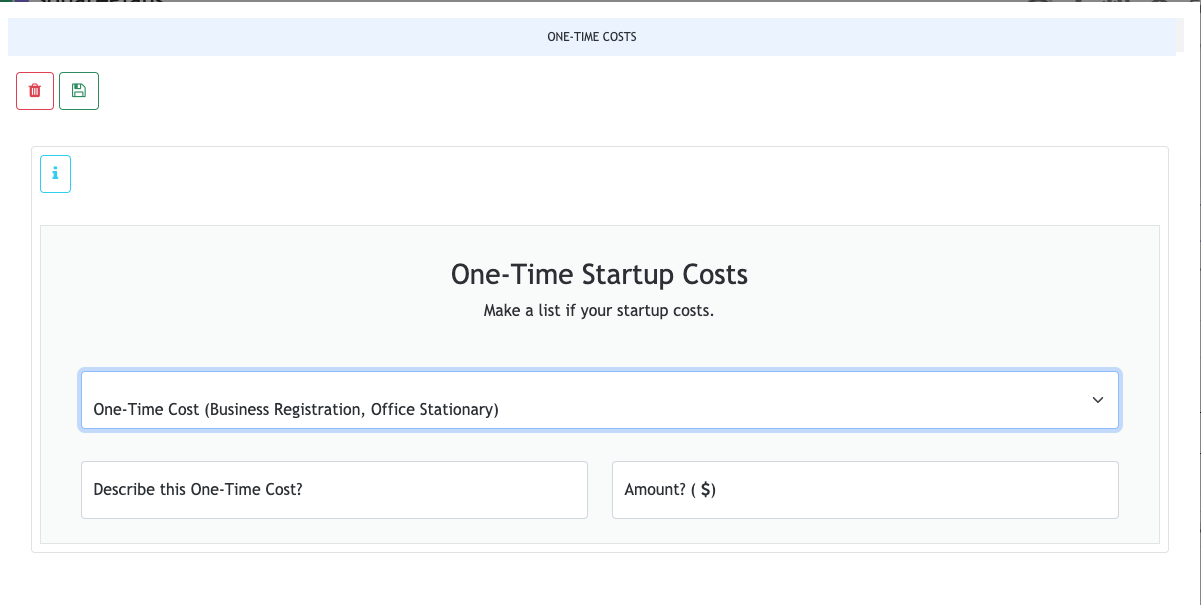 ONE-TIME COSTS
One-Time Startup Costs
Make a list if your startup costs.
One-Time Cost (Business Registration, Office Stationary)
Describe this One-Time Cost?
Amount? ( $)